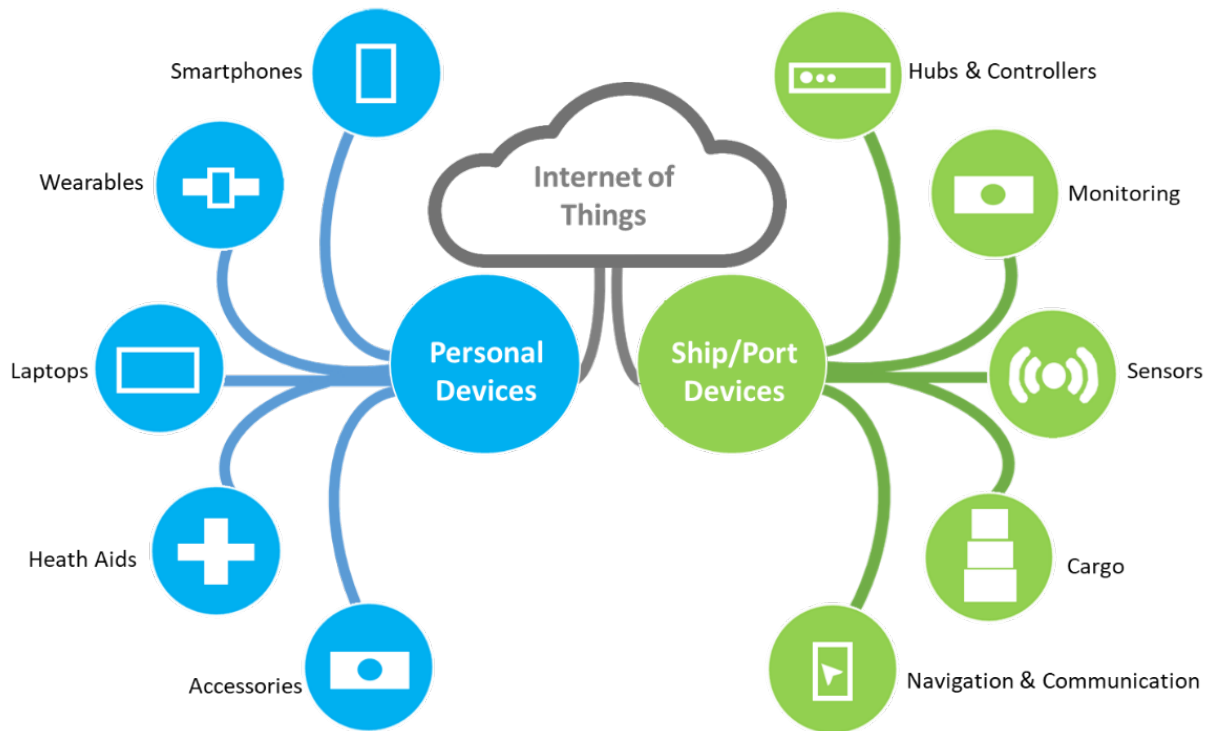 Smartphones
Hubs & Controllers
Internet of
Things
Wearables
Monitoring
Personal
Devices
Ship/Port
Devices
Laptops
Sensors
Heath Aids
Cargo
Accessories
Navigation & Communication